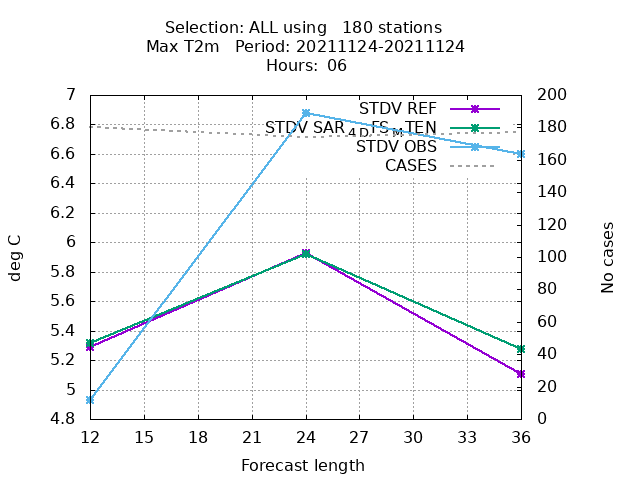 Selection: ALL using   180 stations
Max T2m   Period: 20211124-20211124
Hours: 06
7
6.8
6.6
6.4
6.2
6
5.8
5.6
5.4
5.2
5
4.8
deg C
STDV REF
STDV SAR
STDV OBS
CASES
200
180
160
140
120
100
80
60
40
20
0
No cases
12 15 18 21 24 27 30 33 36
Forecast length